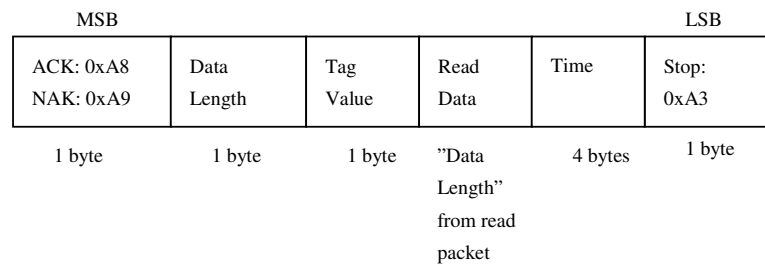 MSB LSB
ACK: 0xA8
NAK: 0xA9
Data
Length
Tag
Value
Read
Data
Time
Stop:
0xA3
1 byte
1 byte
1 byte
”Data
Length”
from read
packet
4 bytes
1 byte